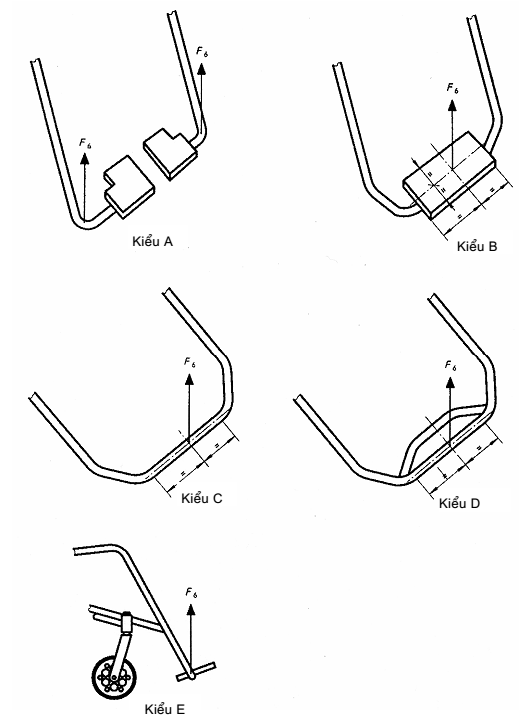 F₆
F₆
Kiểu A
F₆
= =
= =
Kiểu B
F₆
= =
Kiểu C
F₆
= =
Kiểu D
F₆
Kiểu E